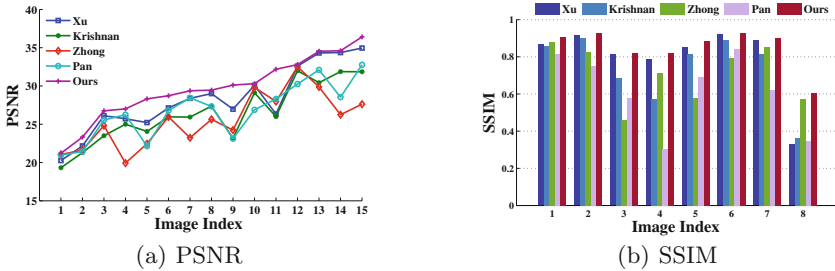 40
35
30
25
20
15
PSNR
Xu
Krishnan
Zhong
Pan
Ours
1 2 3 4 5 6 7 8 9 10 11 12 13 14 15
Image Index
(a) PSNR
Xu Krishnan Zhong Pan Ours
1
0.8
0.6
0.4
0.2
0
SSIM
1 2 3 4 5 6 7 8
Image Index
(b) SSIM